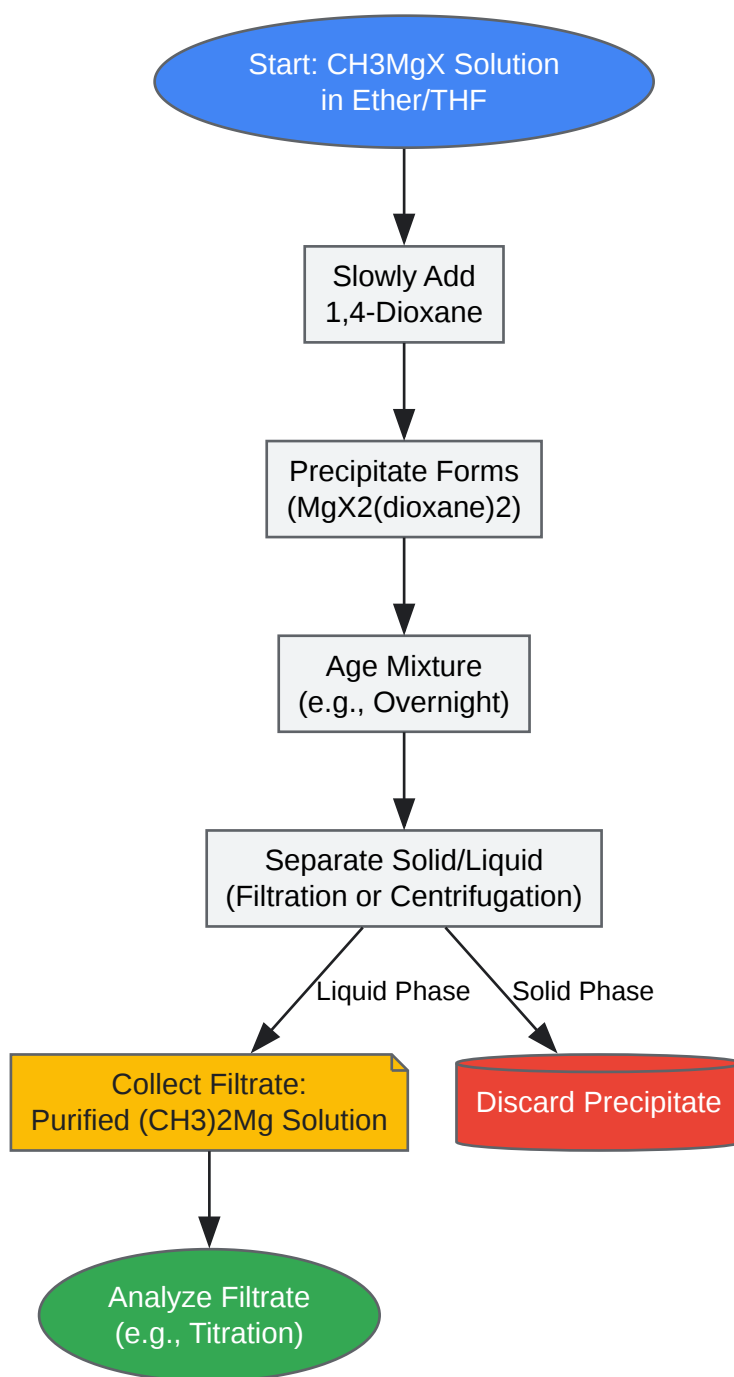 Start: CH3MgX Solution
in Ether/THF
Slowly Add
1,4-Dioxane
Precipitate Forms
(MgX2(dioxane)2)
Age Mixture
(e.g., Overnight)
Separate Solid/Liquid
(Filtration or Centrifugation)
Liquid Phase
Solid Phase
Collect Filtrate:
Purified (CH3)2Mg Solution
Discard Precipitate
Analyze Filtrate
(e.g., Titration)